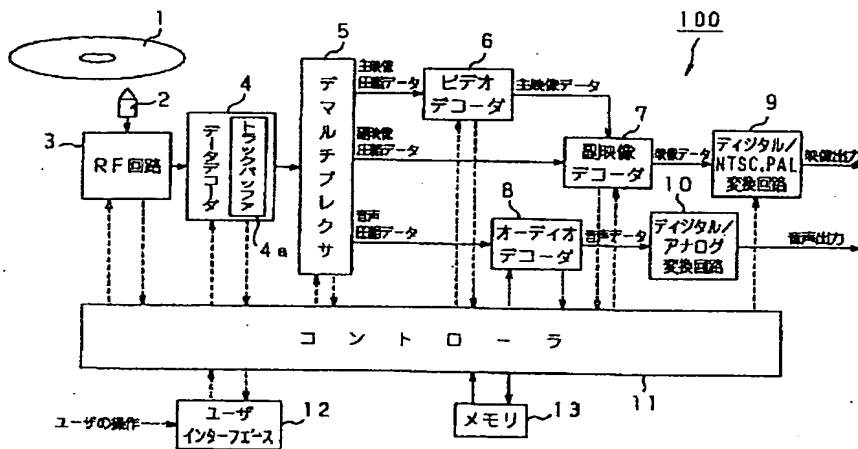 100
1
2
3
RF回路
4
データデコーダ
トラックバッファ
4a
5
デマルチプレクサ
主映像
圧縮データ
副映像
圧縮データ
音声
圧縮データ
6
ビデオ
デコーダ
主映像データ
7
副映像
デコーダ
映像データ
8
オーディオ
デコーダ
音声データ
9
ディジタル/
NTSC,PAL
変換回路
映像出力
10
ディジタル/
アナログ
変換回路
音声出力
コントローラ
11
ユーザの操作
ユーザ
インターフェース
12
メモリ
13